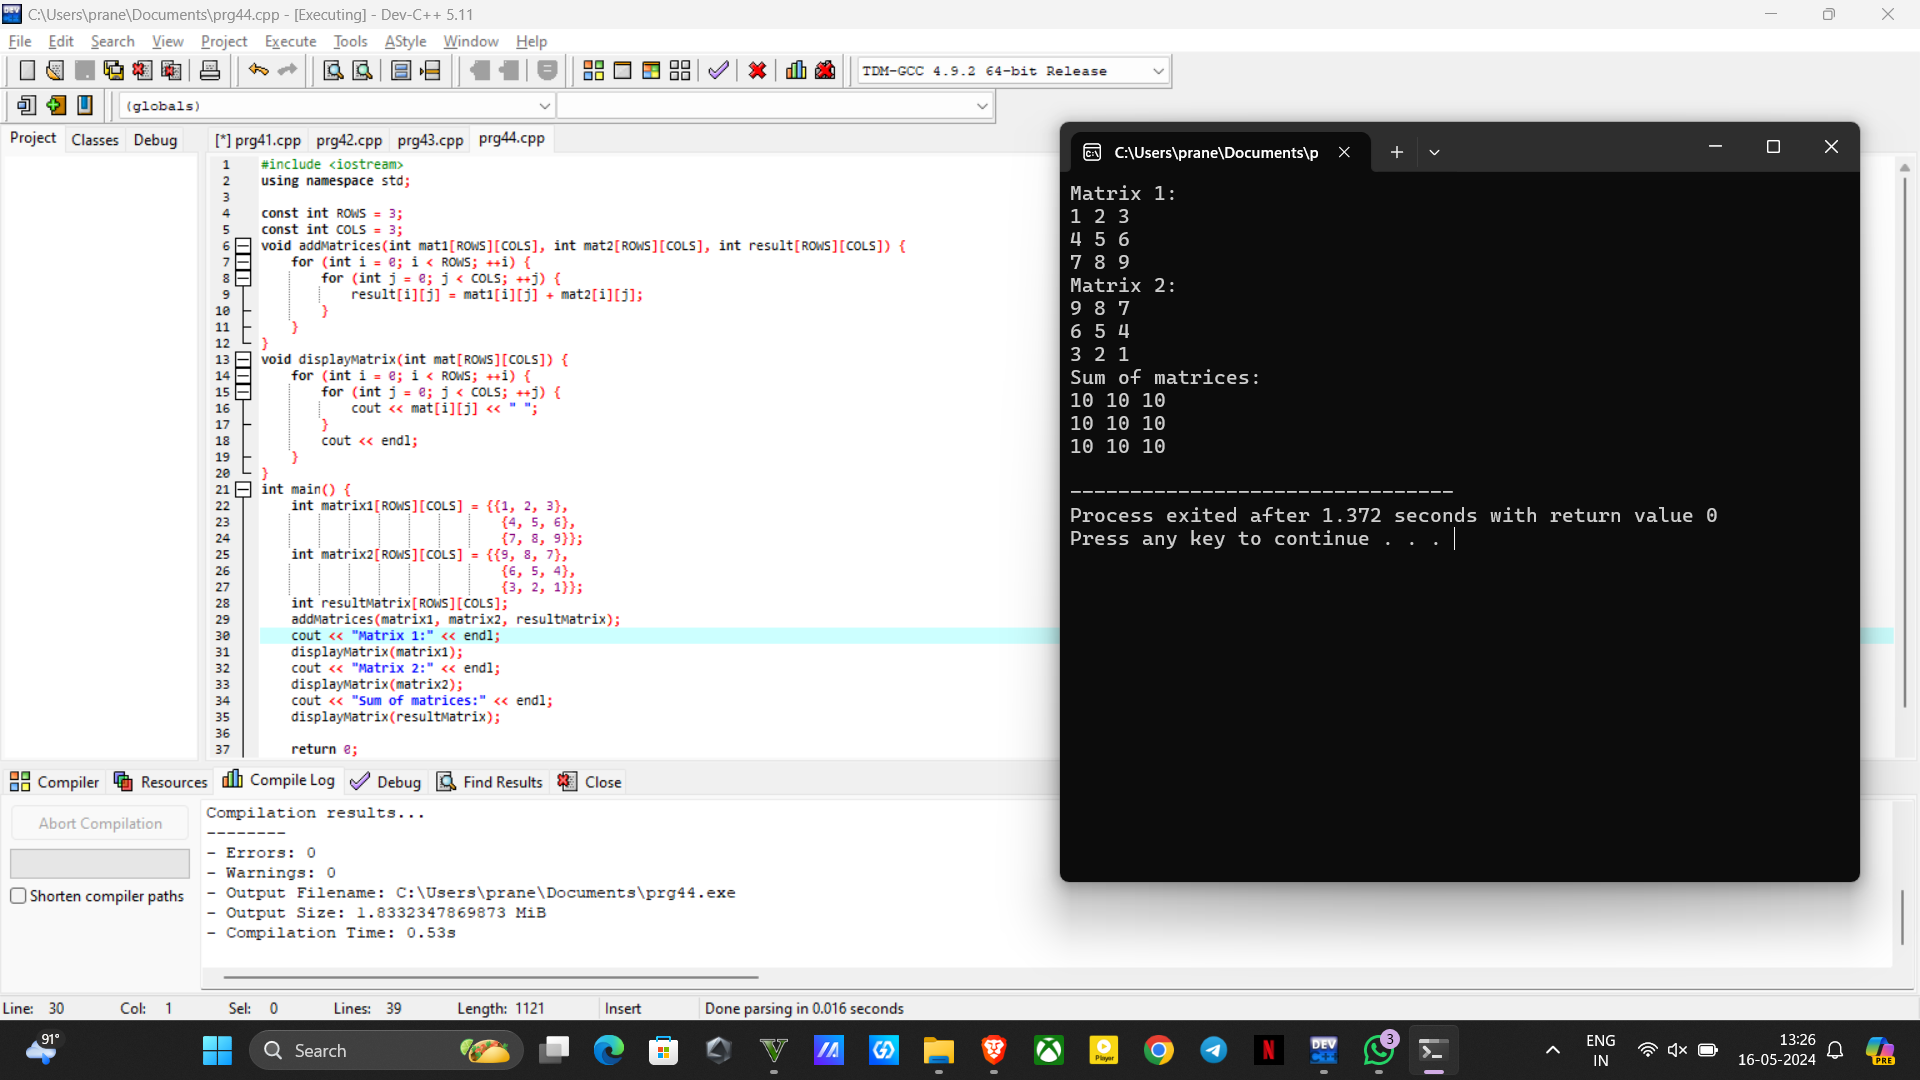 C:\Users\prane\Documents\prg44.cpp - [Executing] - Dev-C++ 5.11
File Edit Search View Project Execute Tools AStyle Window Help
TDM-GCC 4.9.2 64-bit Release
(globals)
Project Classes Debug
[*] prg41.cpp prg42.cpp prg43.cpp prg44.cpp
1 #include <iostream>
2 using namespace std;
3
4 const int ROWS = 3;
5 const int COLS = 3;
6 void addMatrices(int mat1[ROWS][COLS], int mat2[ROWS][COLS], int result[ROWS][COLS]) {
7 for (int i = 0; i < ROWS; ++i) {
8 for (int j = 0; j < COLS; ++j) {
9 result[i][j] = mat1[i][j] + mat2[i][j];
10 }
11 }
12 }
13 void displayMatrix(int mat[ROWS][COLS]) {
14 for (int i = 0; i < ROWS; ++i) {
15 for (int j = 0; j < COLS; ++j) {
16 cout << mat[i][j] << " ";
17 }
18 cout << endl;
19 }
20 }
21 int main() {
22 int matrix1[ROWS][COLS] = {{1, 2, 3},
23 {4, 5, 6},
24 {7, 8, 9}};
25 int matrix2[ROWS][COLS] = {{9, 8, 7},
26 {6, 5, 4},
27 {3, 2, 1}};
28 int resultMatrix[ROWS][COLS];
29 addMatrices(matrix1, matrix2, resultMatrix);
30 cout << "Matrix 1:" << endl;
31 displayMatrix(matrix1);
32 cout << "Matrix 2:" << endl;
33 displayMatrix(matrix2);
34 cout << "Sum of matrices:" << endl;
35 displayMatrix(resultMatrix);
36
37 return 0;
C:\Users\prane\Documents\p
Matrix 1:
1 2 3
4 5 6
7 8 9
Matrix 2:
9 8 7
6 5 4
3 2 1
Sum of matrices:
10 10 10
10 10 10
10 10 10
--------------------------------
Process exited after 1.372 seconds with return value 0
Press any key to continue . . .
Compiler Resources Compile Log Debug Find Results Close
Abort Compilation
Shorten compiler paths
Compilation results...
--------
- Errors: 0
- Warnings: 0
- Output Filename: C:\Users\prane\Documents\prg44.exe
- Output Size: 1.8332347869873 MiB
- Compilation Time: 0.53s
Line: 30 Col: 1 Sel: 0 Lines: 39 Length: 1121 Insert Done parsing in 0.016 seconds
91°
Search
Player
N
DEV
3
ENG
IN
13:26
16-05-2024
PRE